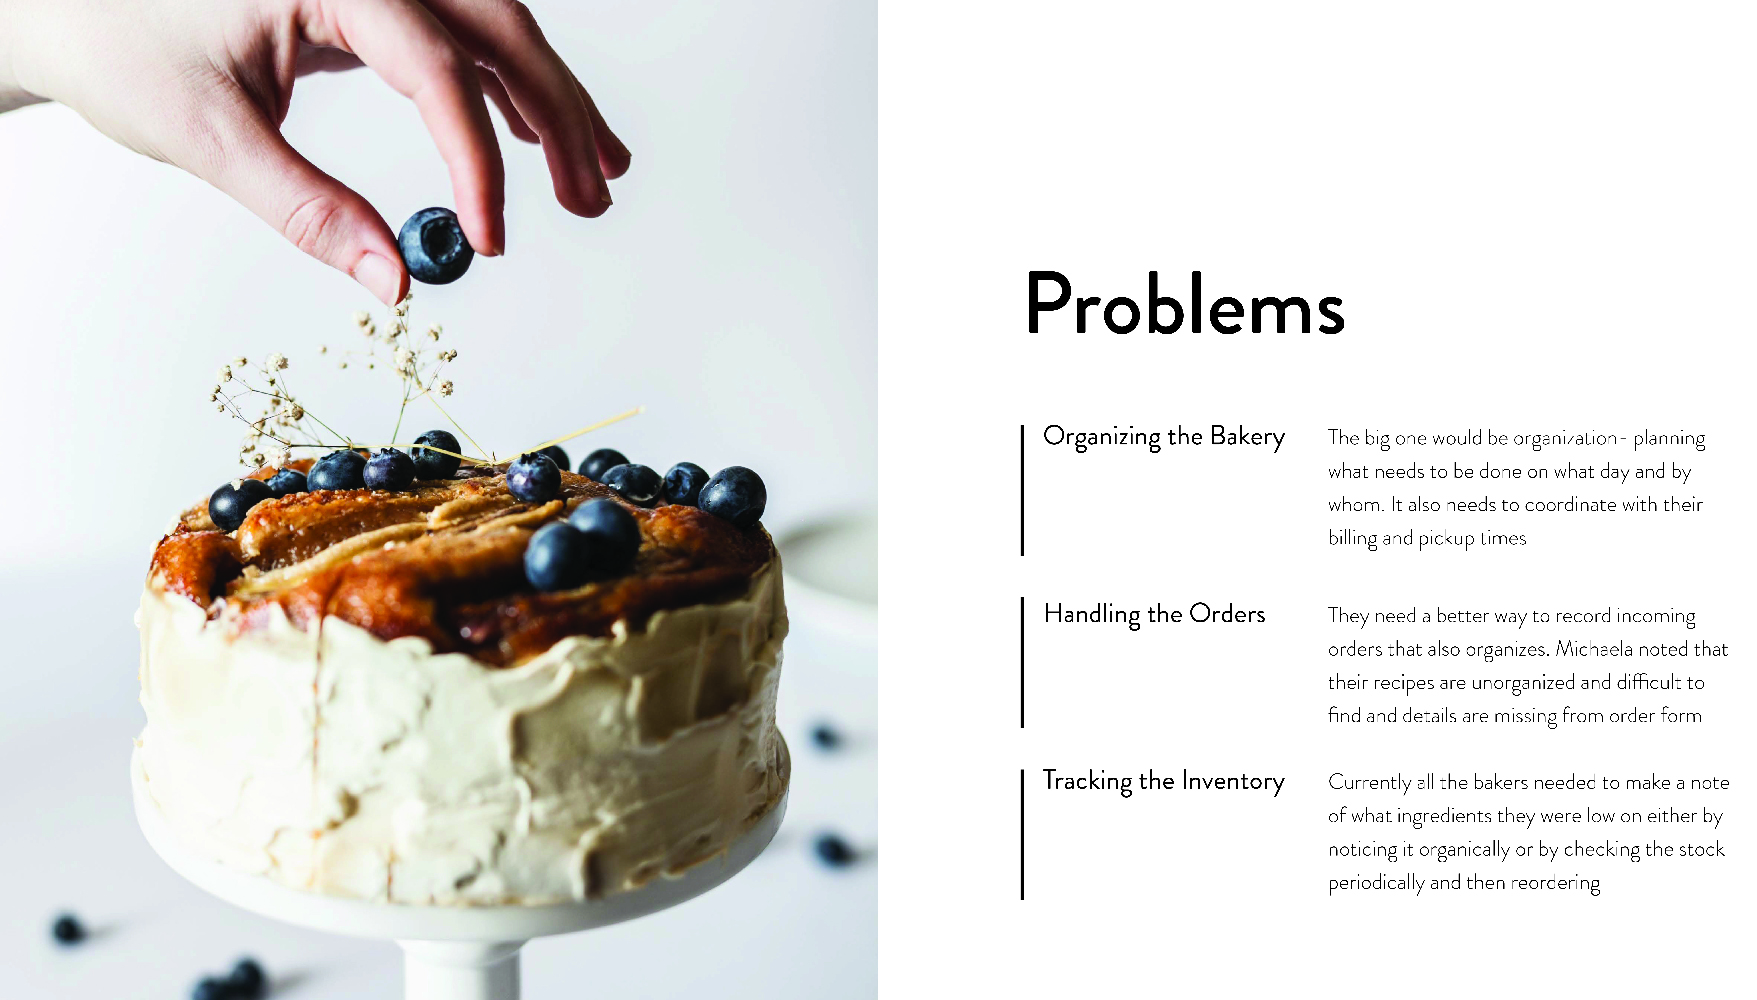 Problems
Organizing the Bakery
The big one would be organization- planning
what needs to be done on what day and by
whom. It also needs to coordinate with their
billing and pickup times
Handling the Orders
They need a better way to record incoming
orders that also organizes. Michaela noted that
their recipes are unorganized and difficult to
find and details are missing from order form
Tracking the Inventory
Currently all the bakers needed to make a note
of what ingredients they were low on either by
noticing it organically or by checking the stock
periodically and then reordering